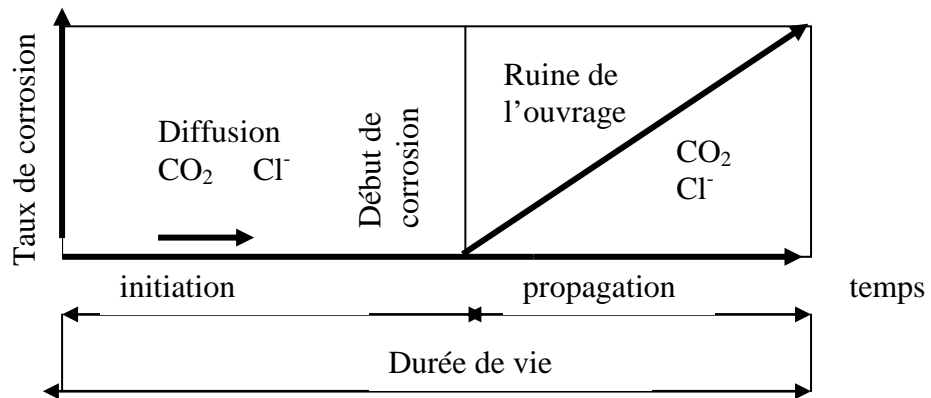 Taux de corrosion
Diffusion
CO₂ Cl⁻
Début de
corrosion
Ruine de
l’ouvrage
CO₂
Cl⁻
initiation
propagation
temps
Durée de vie